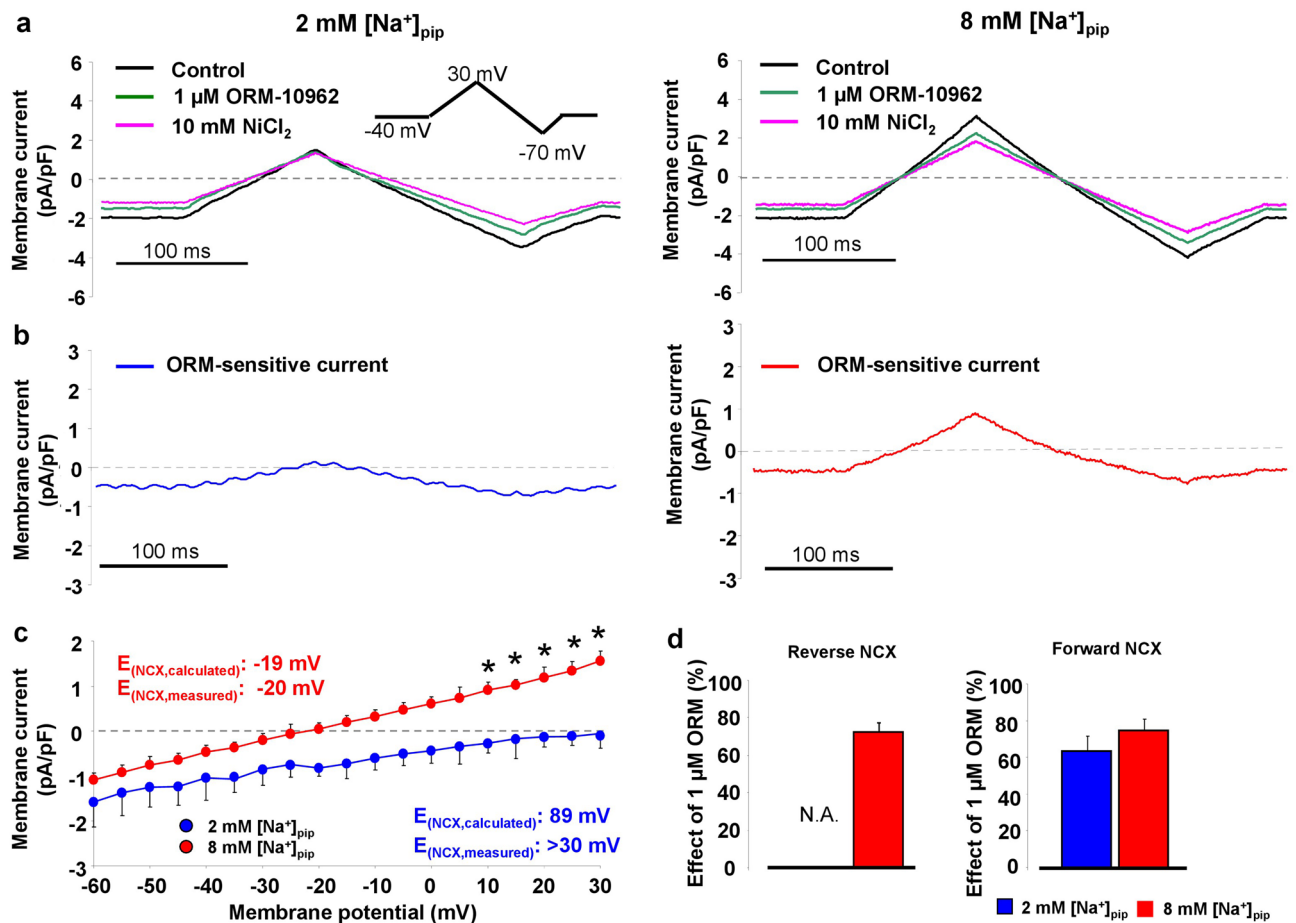 a
2 mM [Na⁺]pip
8 mM [Na⁺]pip
Membrane current
(pA/pF)
6
4
2
0
-2
-4
-6
Control
1 µM ORM-10962
10 mM NiCl₂
30 mV
-40 mV
-70 mV
100 ms
Membrane current
(pA/pF)
6
4
2
0
-2
-4
-6
Control
1 µM ORM-10962
10 mM NiCl₂
100 ms
b
Membrane current
(pA/pF)
3
2
1
0
-1
-2
-3
ORM-sensitive current
100 ms
Membrane current
(pA/pF)
3
2
1
0
-1
-2
-3
ORM-sensitive current
100 ms
c
Membrane current
(pA/pF)
2
1
0
-1
-2
-3
E(NCX,calculated): -19 mV
E(NCX,measured): -20 mV
* * * * *
2 mM [Na⁺]pip
8 mM [Na⁺]pip
E(NCX,calculated): 89 mV
E(NCX,measured): >30 mV
-60 -50 -40 -30 -20 -10 0 10 20 30
Membrane potential (mV)
d
Reverse NCX
Effect of 1 µM ORM (%)
100
80
60
40
20
0
N.A.
Forward NCX
Effect of 1 µM ORM (%)
100
80
60
40
20
0
2 mM [Na⁺]pip
8 mM [Na⁺]pip